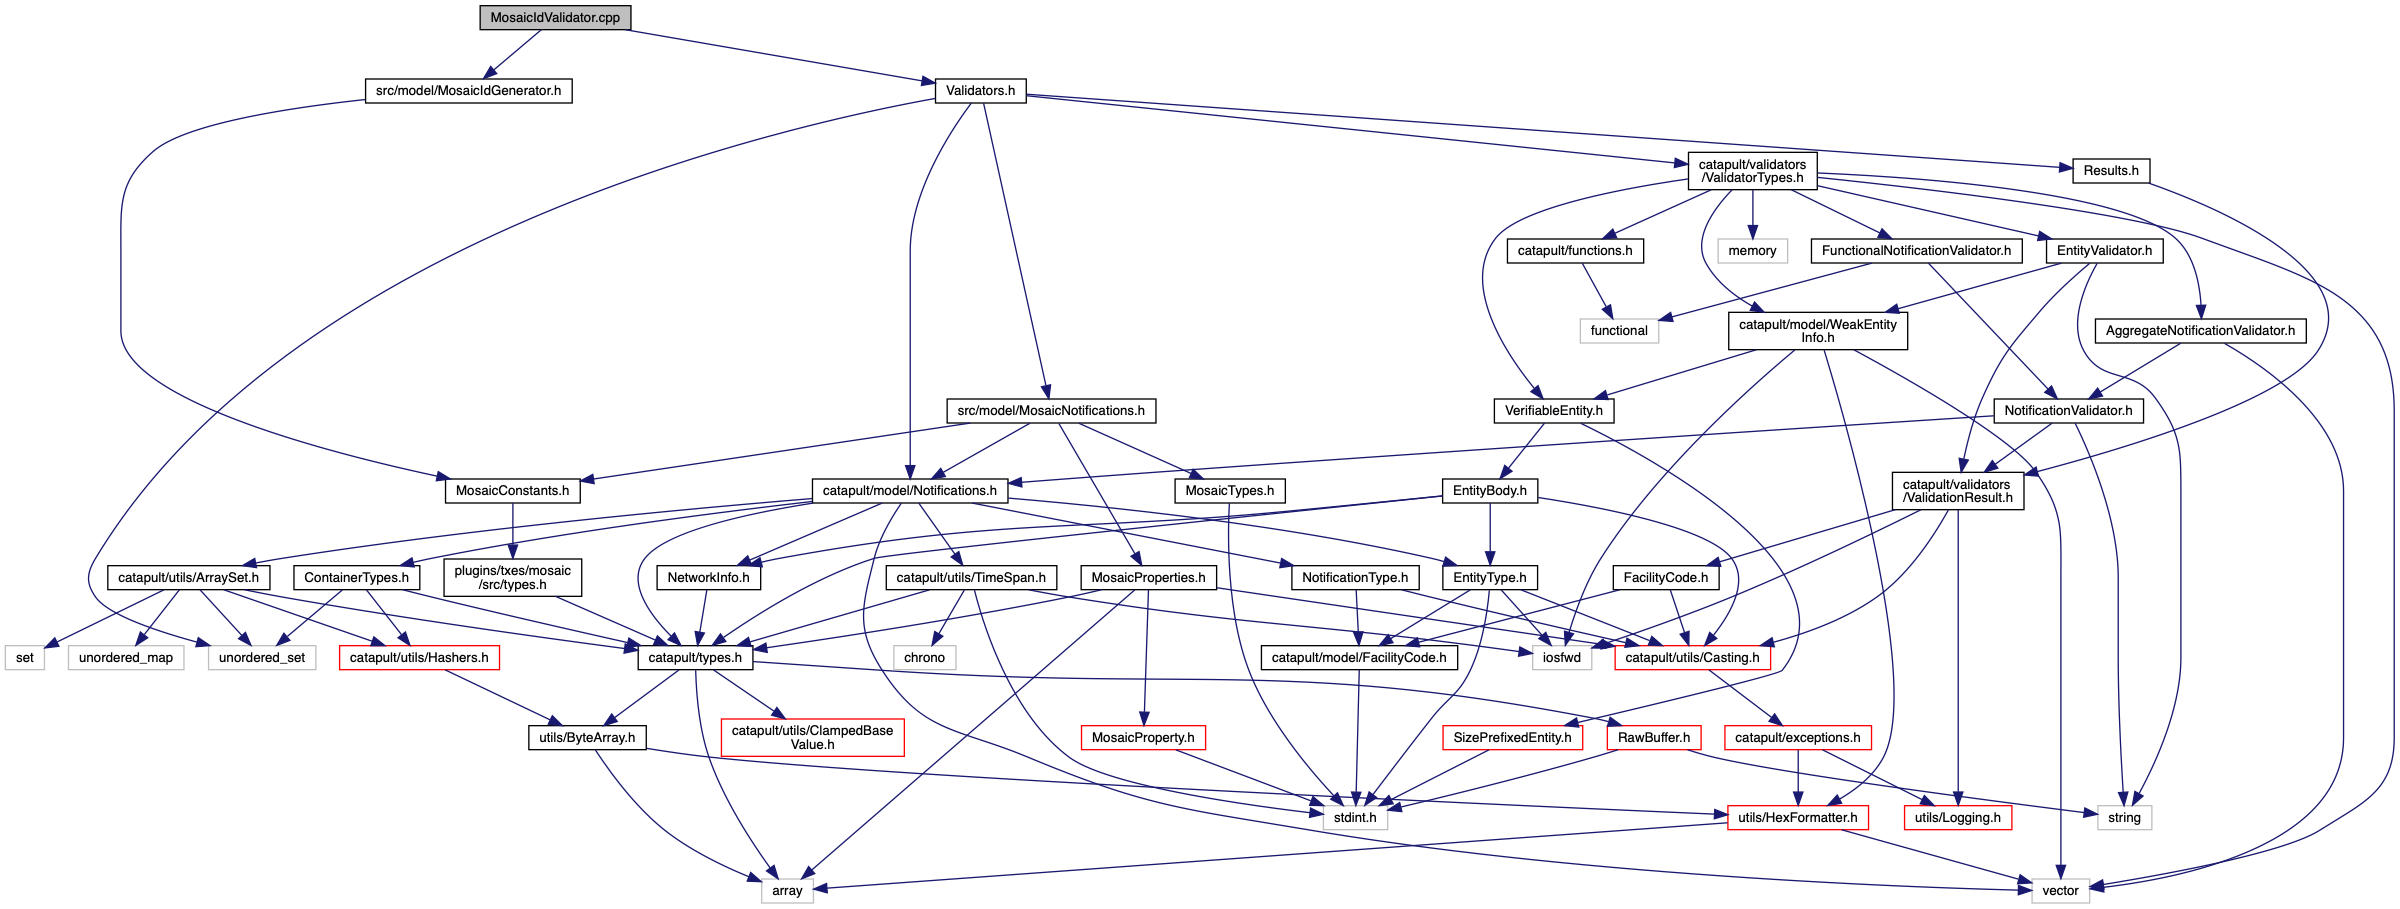 MosaicIdValidator.cpp
src/model/MosaicIdGenerator.h
Validators.h
catapult/validators
/ValidatorTypes.h
Results.h
catapult/functions.h
memory
FunctionalNotificationValidator.h
EntityValidator.h
functional
catapult/model/WeakEntity
Info.h
AggregateNotificationValidator.h
src/model/MosaicNotifications.h
VerifiableEntity.h
NotificationValidator.h
MosaicConstants.h
catapult/model/Notifications.h
MosaicTypes.h
EntityBody.h
catapult/validators
/ValidationResult.h
catapult/utils/ArraySet.h
ContainerTypes.h
plugins/txes/mosaic
/src/types.h
NetworkInfo.h
catapult/utils/TimeSpan.h
MosaicProperties.h
NotificationType.h
EntityType.h
FacilityCode.h
set
unordered_map
unordered_set
catapult/utils/Hashers.h
catapult/types.h
chrono
catapult/model/FacilityCode.h
iosfwd
catapult/utils/Casting.h
utils/ByteArray.h
catapult/utils/ClampedBase
Value.h
MosaicProperty.h
SizePrefixedEntity.h
RawBuffer.h
catapult/exceptions.h
stdint.h
utils/HexFormatter.h
utils/Logging.h
string
array
vector